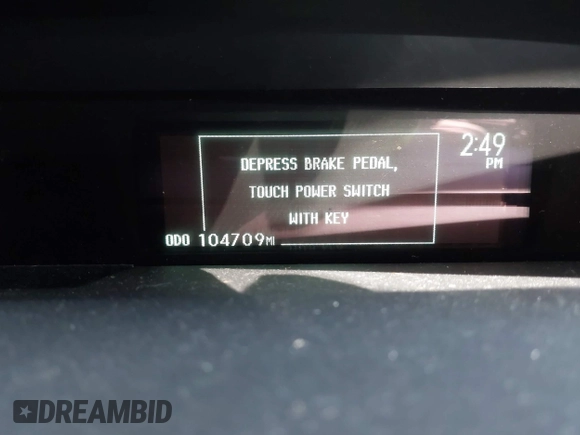 2:49
PM
DEPRESS BRAKE PEDAL,
TOUCH POWER SWITCH
WITH KEY
ODO 104709MI
DREAMBID